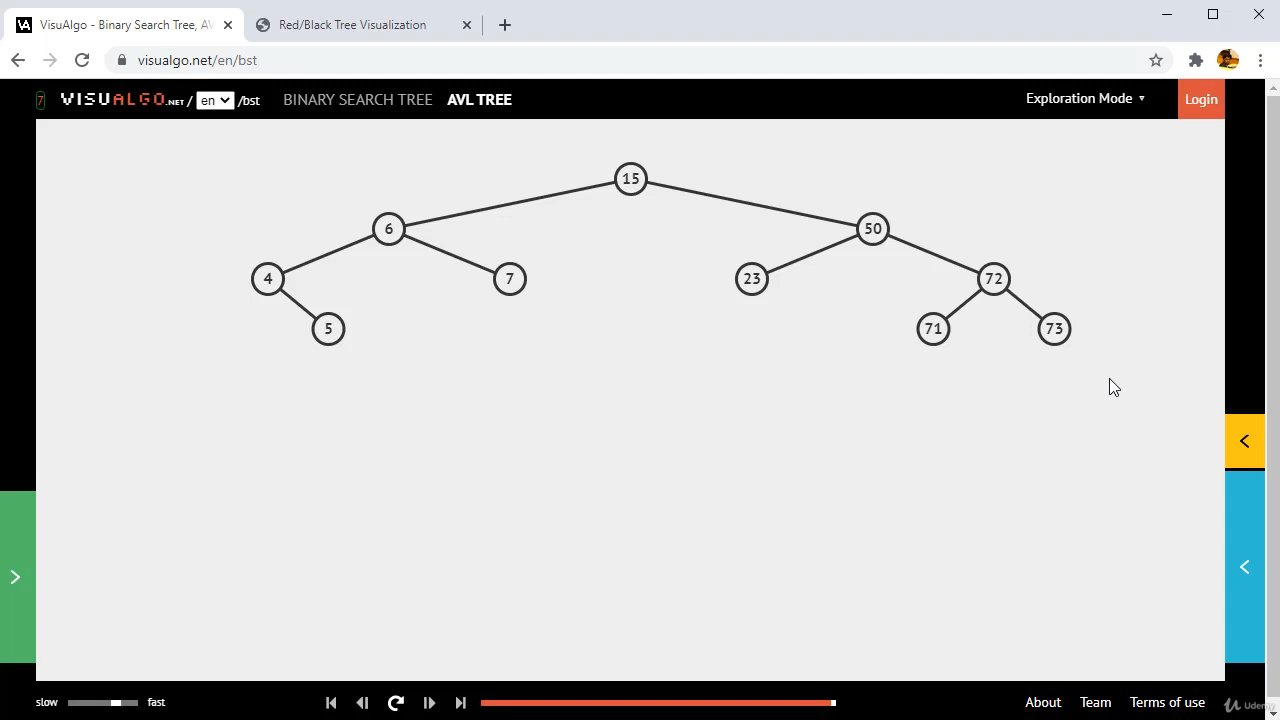 VisuAlgo - Binary Search Tree, AV
Red/Black Tree Visualization
visualgo.net/en/bst
7 VISUALGO.NET / en /bst BINARY SEARCH TREE AVL TREE Exploration Mode ▼ Login
15
6 50
4 7 23 72
5 71 73
slow fast About Team Terms of use
Udemy